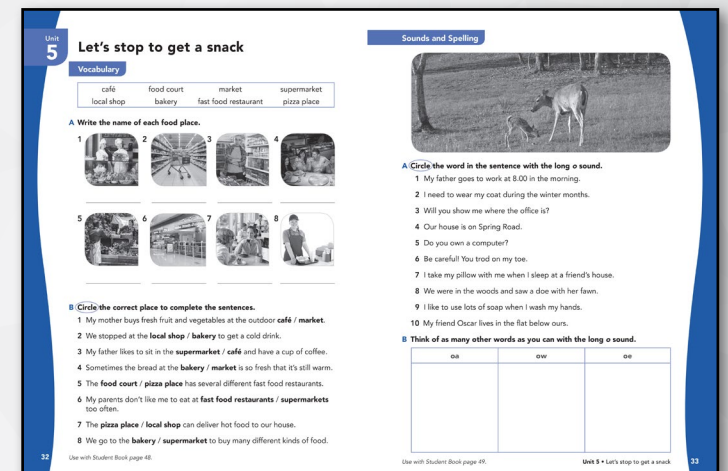 Unit
5
Let's stop to get a snack
Vocabulary
café food court market supermarket
local shop bakery fast food restaurant pizza place
A Write the name of each food place.
1 2 3 4
5 6 7 8
B Circle the correct place to complete the sentences.
1 My mother buys fresh fruit and vegetables at the outdoor café / market.
2 We stopped at the local shop / bakery to get a cold drink.
3 My father likes to sit in the supermarket / café and have a cup of coffee.
4 Sometimes the bread at the bakery / market is so fresh that it's still warm.
5 The food court / pizza place has several different fast food restaurants.
6 My parents don't like me to eat at fast food restaurants / supermarkets
too often.
7 The pizza place / local shop can deliver hot food to our house.
8 We go to the bakery / supermarket to buy many different kinds of food.
32 Use with Student Book page 48.
Sounds and Spelling
A Circle the word in the sentence with the long o sound.
1 My father goes to work at 8.00 in the morning.
2 I need to wear my coat during the winter months.
3 Will you show me where the office is?
4 Our house is on Spring Road.
5 Do you own a computer?
6 Be careful! You trod on my toe.
7 I take my pillow with me when I sleep at a friend's house.
8 We were in the woods and saw a doe with her fawn.
9 I like to use lots of soap when I wash my hands.
10 My friend Oscar lives in the flat below ours.
B Think of as many other words as you can with the long o sound.
oa ow oe
Use with Student Book page 49. Unit 5 • Let's stop to get a snack 33